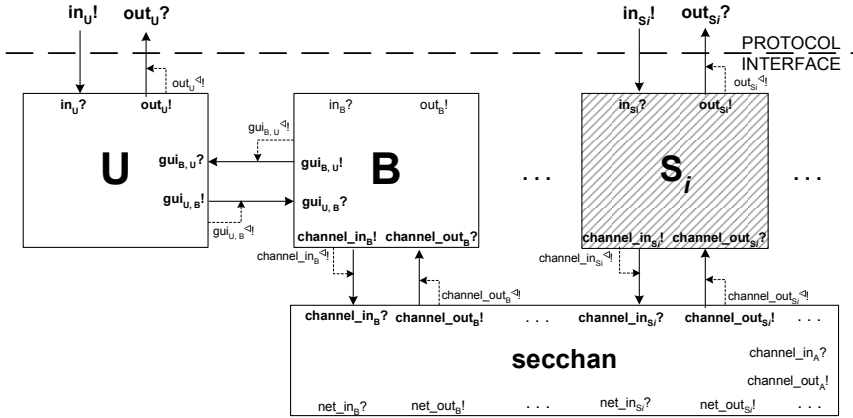 in_U! out_U? in_Si! out_Si?
PROTOCOL
INTERFACE
out_U^◁! out_Si^◁!
in_U? out_U! in_B? out_B! in_Si? out_Si!
gui_B, U^◁!
U gui_B, U? gui_B, U! B . . . S_i . . .
gui_U, B! gui_U, B?
gui_U, B^◁! channel_in_B! channel_out_B? channel_in_Si! channel_out_Si?
channel_in_B^◁! channel_in_Si^◁!
channel_out_B^◁! channel_out_Si^◁!
channel_in_B? channel_out_B! . . . channel_in_Si? channel_out_Si! . . .
secchan
channel_in_A?
channel_out_A!
net_in_B? net_out_B! . . . net_in_Si? net_out_Si! . . .